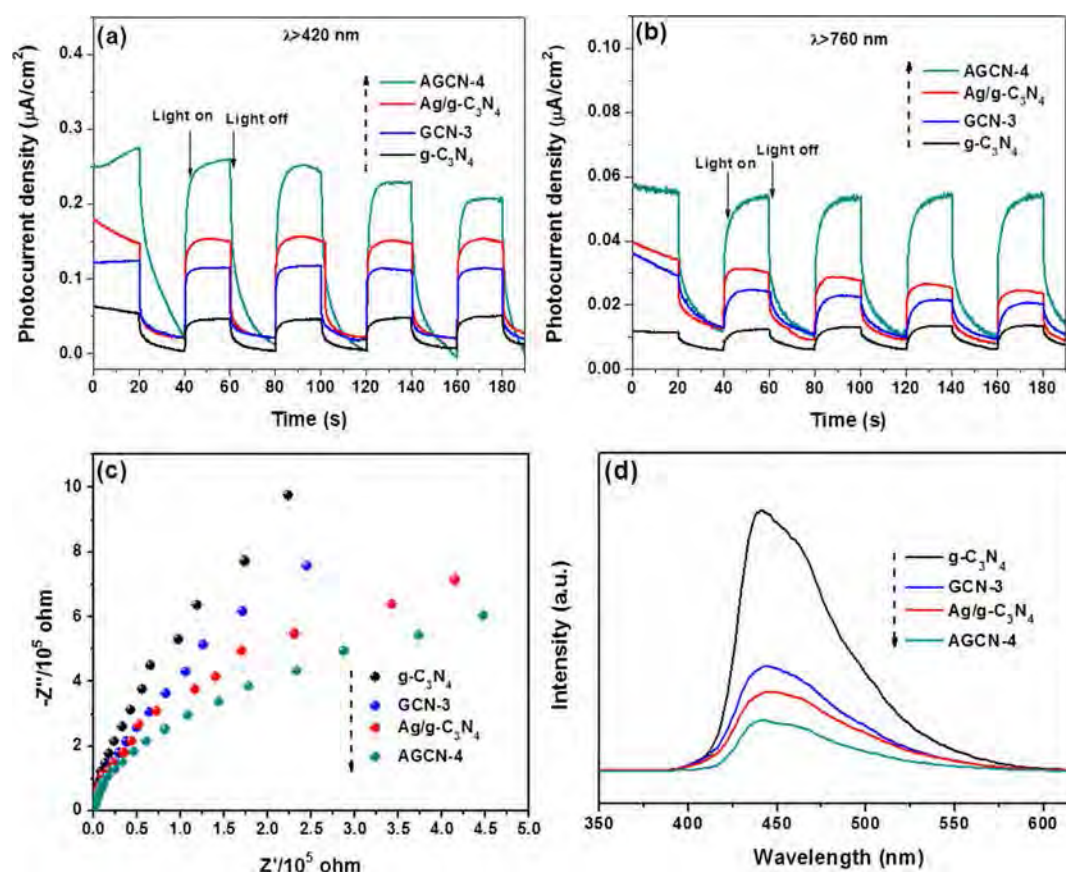 (a)
λ>420 nm
AGCN-4
Ag/g-C₃N₄
GCN-3
g-C₃N₄
Light on
Light off
Photocurrent density (μA/cm²)
0.4
0.3
0.2
0.1
0.0
0 20 40 60 80 100 120 140 160 180
Time (s)
(b)
λ>760 nm
AGCN-4
Ag/g-C₃N₄
GCN-3
g-C₃N₄
Light on
Light off
Photocurrent density (μA/cm²)
0.10
0.08
0.06
0.04
0.02
0.00
0 20 40 60 80 100 120 140 160 180
Time (s)
(c)
-Z''/10⁵ ohm
10
8
6
4
2
0
g-C₃N₄
GCN-3
Ag/g-C₃N₄
AGCN-4
0.0 0.5 1.0 1.5 2.0 2.5 3.0 3.5 4.0 4.5 5.0
Z'/10⁵ ohm
(d)
Intensity (a.u.)
g-C₃N₄
GCN-3
Ag/g-C₃N₄
AGCN-4
350 400 450 500 550 600
Wavelength (nm)